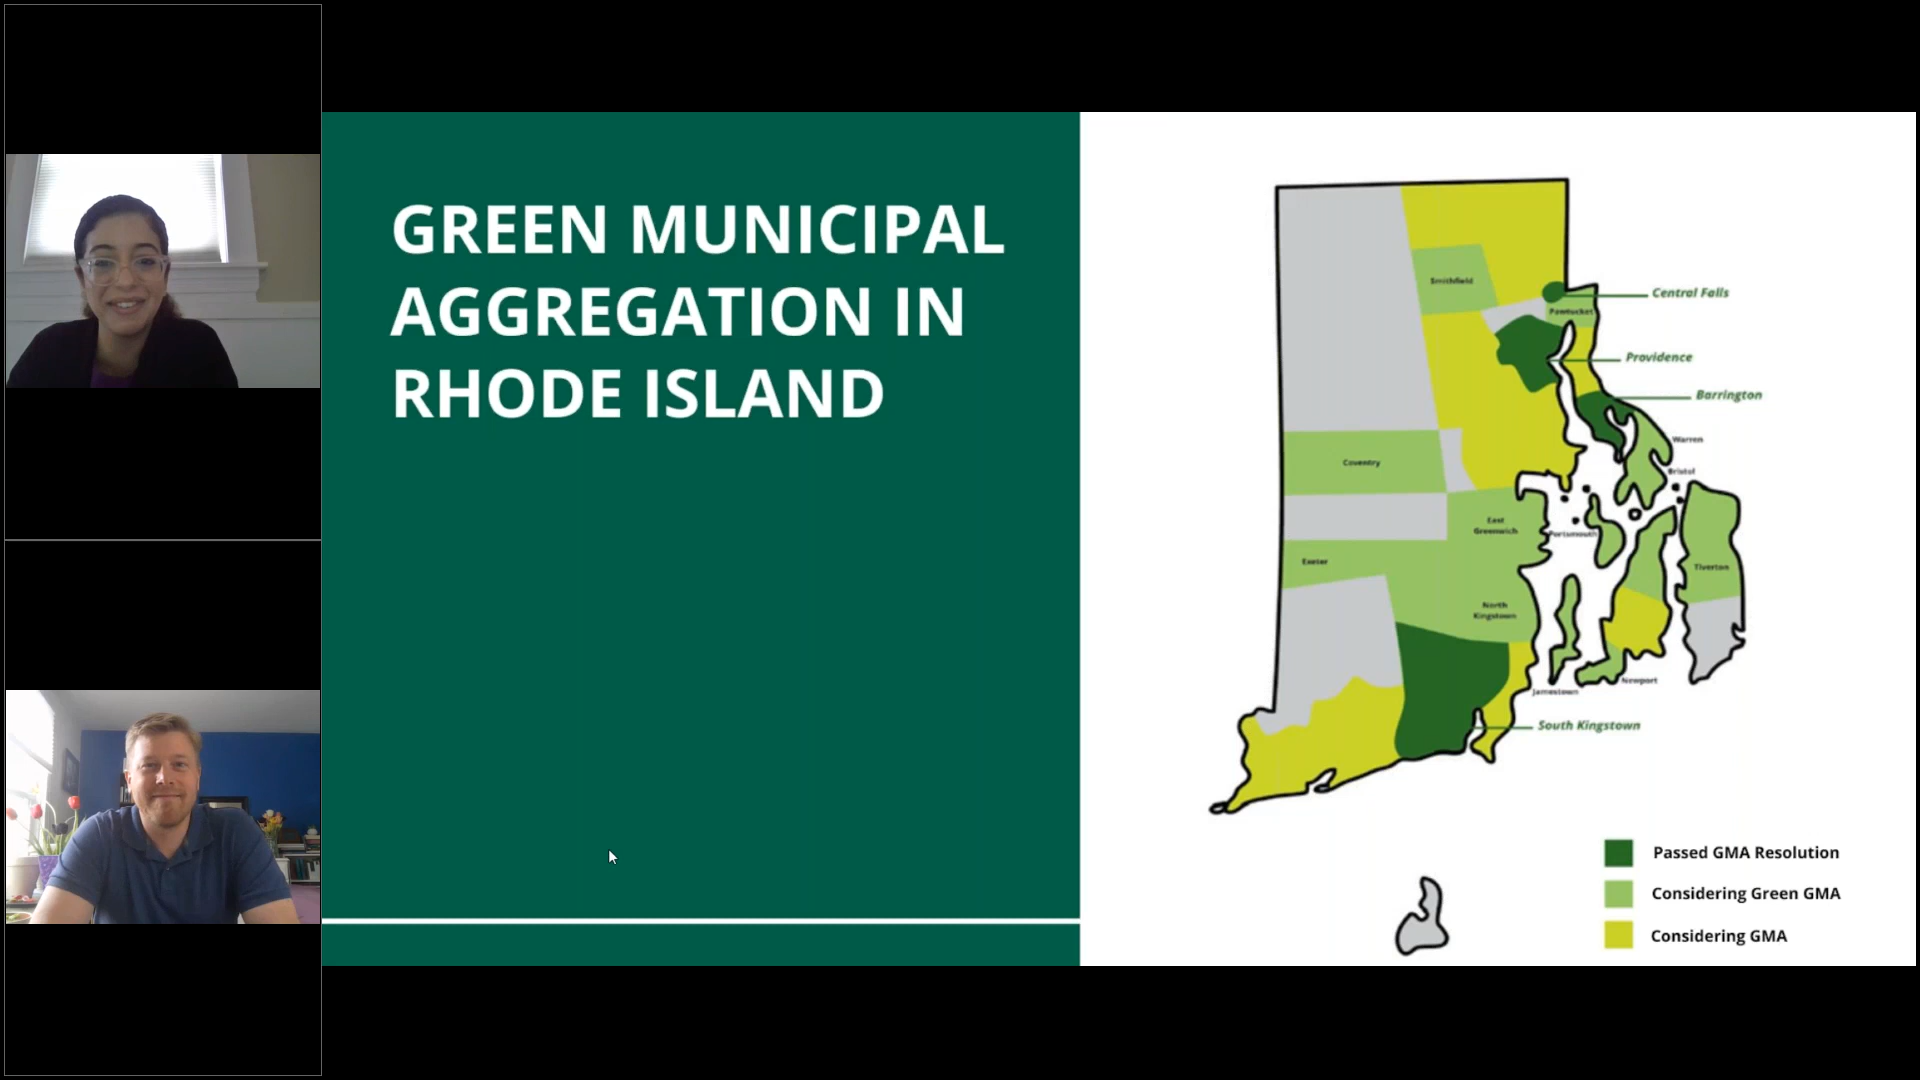 GREEN MUNICIPAL
AGGREGATION IN
RHODE ISLAND
Smithfield
Central Falls
Pawtucket
Providence
Barrington
Warren
Coventry
Bristol
East
Greenwich
Portsmouth
Exeter
Tiverton
North
Kingstown
Newport
Jamestown
South Kingstown
Passed GMA Resolution
Considering Green GMA
Considering GMA